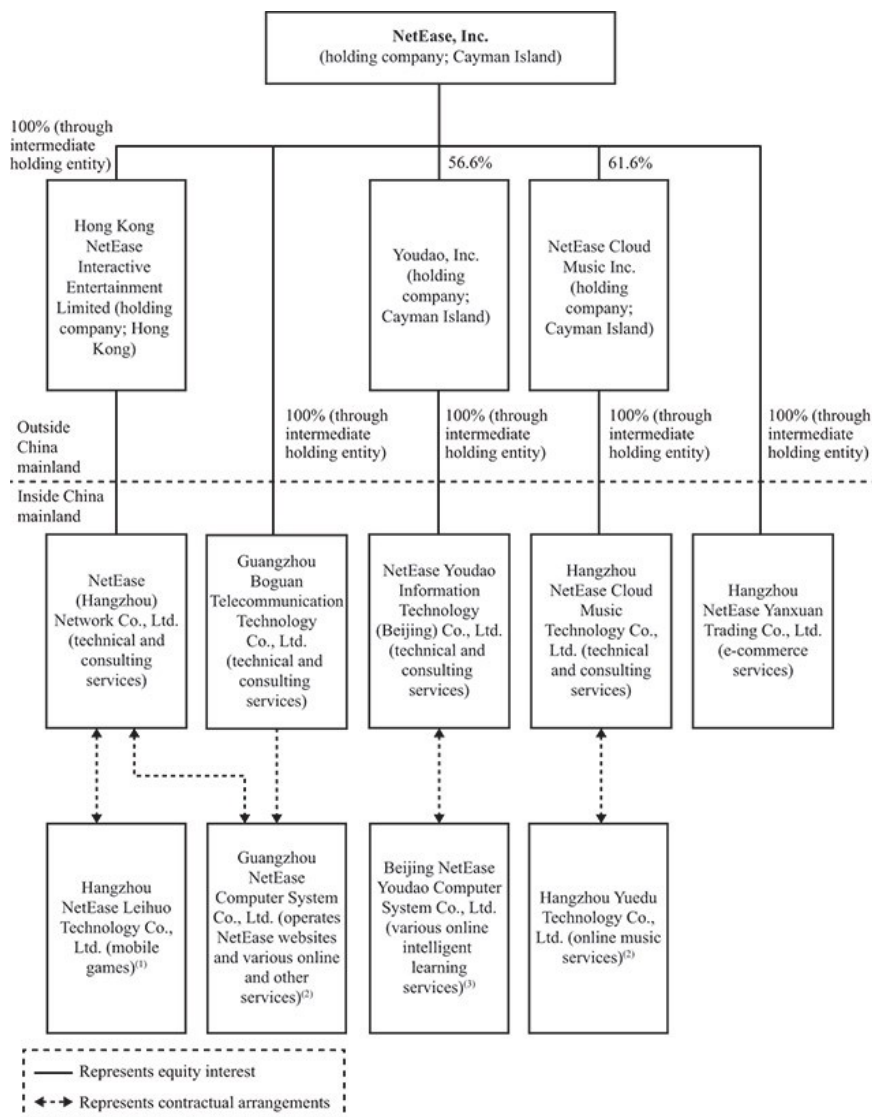 NetEase, Inc.
(holding company; Cayman Island)
100% (through
intermediate
holding entity)
56.6%
61.6%
Hong Kong
NetEase
Interactive
Entertainment
Limited (holding
company; Hong
Kong)
Youdao, Inc.
(holding
company;
Cayman Island)
NetEase Cloud
Music Inc.
(holding
company;
Cayman Island)
Outside
China
mainland
100% (through
intermediate
holding entity)
100% (through
intermediate
holding entity)
100% (through
intermediate
holding entity)
100% (through
intermediate
holding entity)
Inside China
mainland
NetEase
(Hangzhou)
Network Co., Ltd.
(technical and
consulting
services)
Guangzhou
Boguan
Telecommunication
Technology
Co., Ltd.
(technical and
consulting
services)
NetEase Youdao
Information
Technology
(Beijing) Co., Ltd.
(technical and
consulting
services)
Hangzhou
NetEase Cloud
Music
Technology Co.,
Ltd. (technical
and consulting
services)
Hangzhou
NetEase Yanxuan
Trading Co., Ltd.
(e-commerce
services)
Hangzhou
NetEase Leihuo
Technology Co.,
Ltd. (mobile
games)(1)
Guangzhou
NetEase
Computer System
Co., Ltd. (operates
NetEase websites
and various online
and other
services)(2)
Beijing NetEase
Youdao Computer
System Co., Ltd.
(various online
intelligent
learning
services)(3)
Hangzhou Yuedu
Technology Co.,
Ltd. (online music
services)(2)
Represents equity interest
Represents contractual arrangements